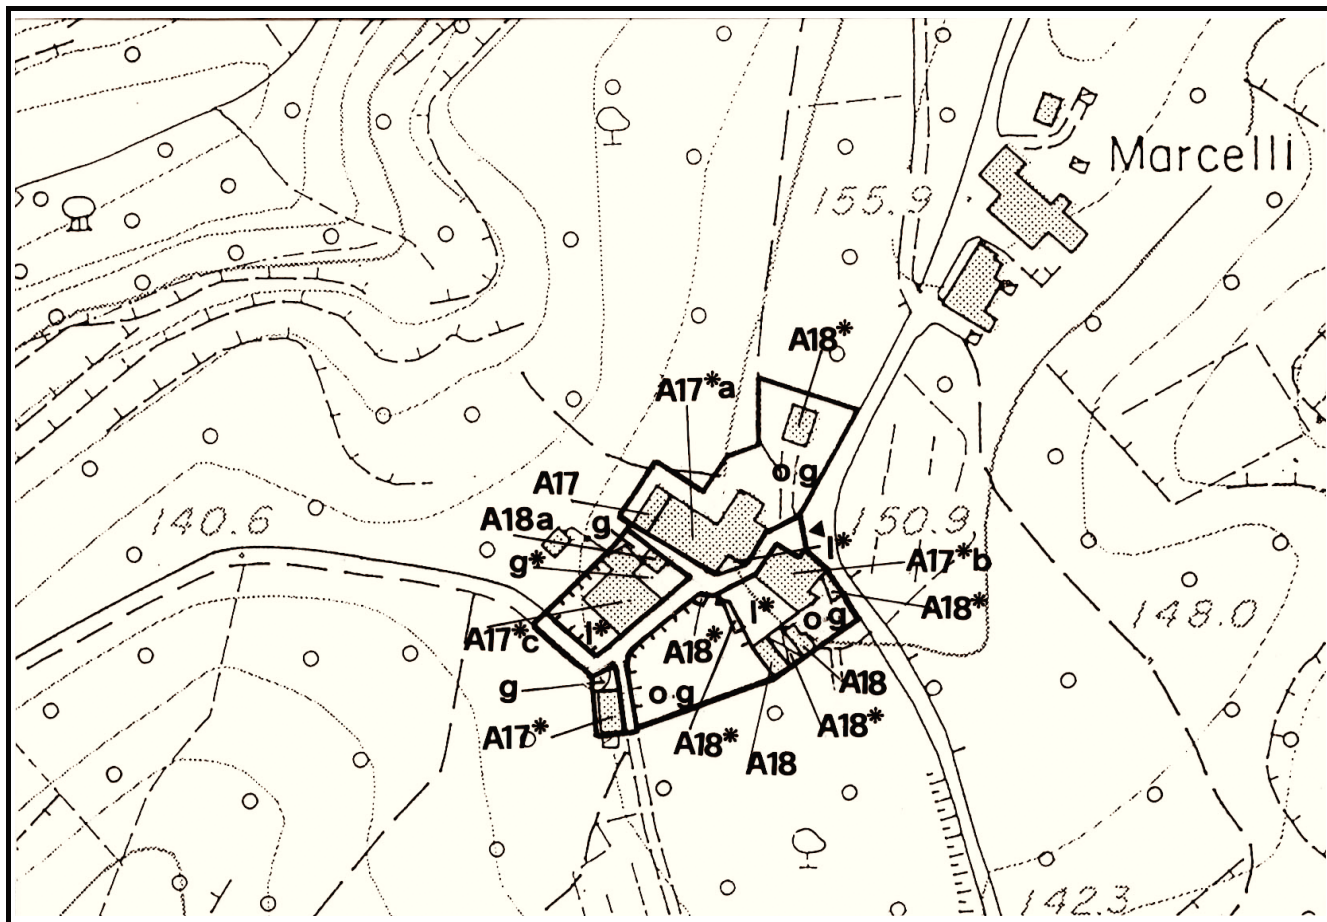 Marcelli
155.9
A18*
A17*a
o g
A17
140.6
A18a
g
150.9
l*
g*
A17*b
A18*
l*
148.0
o g
A17*c
l*
A18*
g
o g
A18
A17*
A18*
A18*
A18
142.3